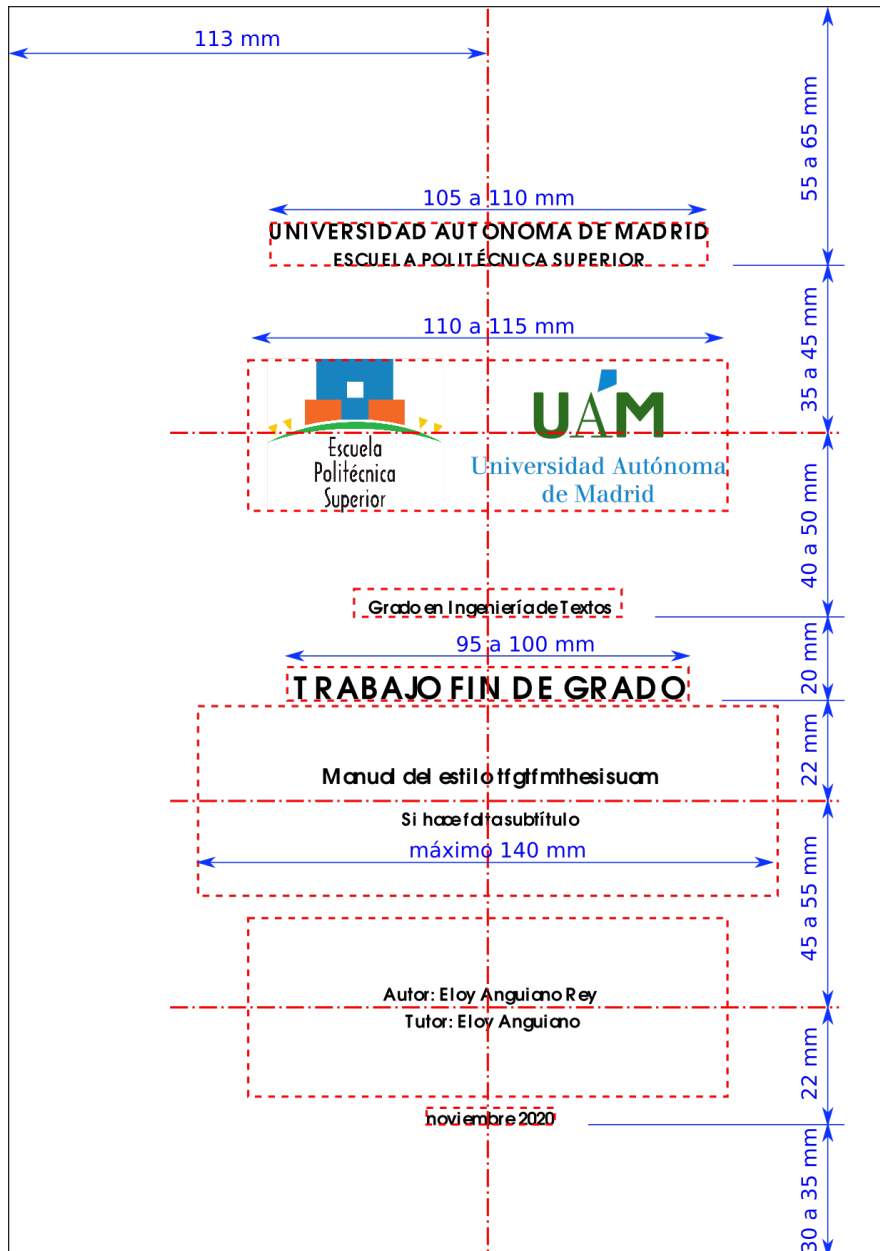 113 mm
55 a 65 mm
105 a 110 mm
UNIVERSIDAD AUTÓNOMA DE MADRID
ESCUELA POLITÉCNICA SUPERIOR
35 a 45 mm
110 a 115 mm
Escuela
Politécnica
Superior
UÁM
Universidad Autónoma
de Madrid
40 a 50 mm
Grado en Ingeniería de Textos
95 a 100 mm
20 mm
TRABAJO FIN DE GRADO
22 mm
Manual del estilo tfgtfmthesisuam
Si hace falta subtítulo
máximo 140 mm
45 a 55 mm
Autor: Eloy Anguiano Rey
Tutor: Eloy Anguiano
22 mm
noviembre 2020
30 a 35 mm